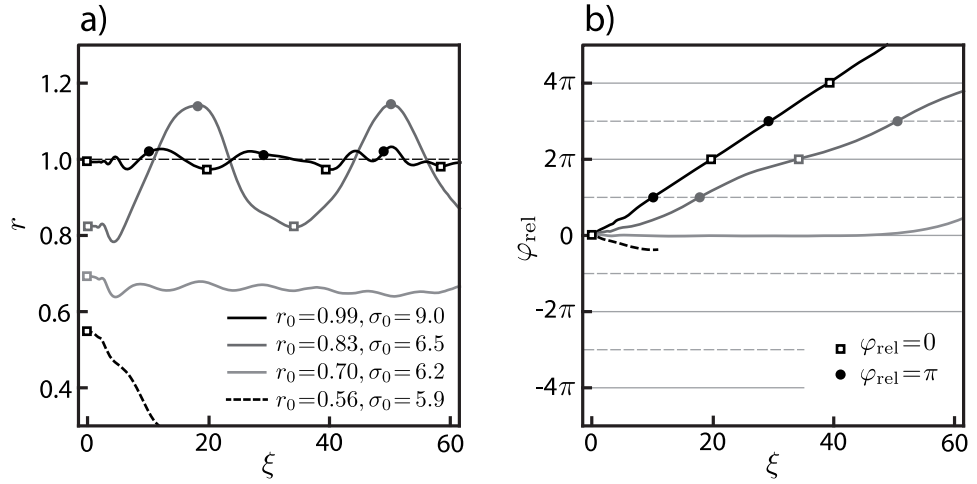 a)
1.2
1.0
0.8
0.6
0.4
r
0
20
40
60
ξ
r₀=0.99, σ₀=9.0
r₀=0.83, σ₀=6.5
r₀=0.70, σ₀=6.2
r₀=0.56, σ₀=5.9
b)
4π
2π
0
-2π
-4π
φrel
0
20
40
60
ξ
φrel=0
φrel=π